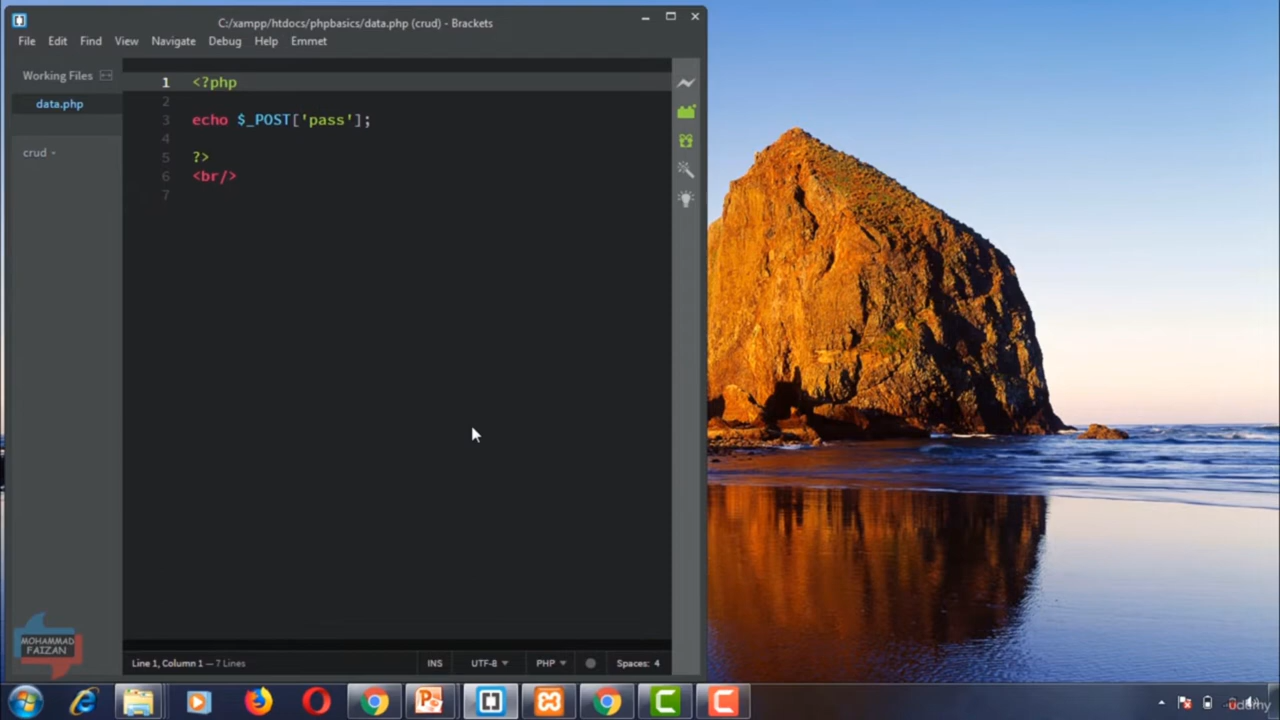 C:/xampp/htdocs/phpbasics/data.php (crud) - Brackets
File Edit Find View Navigate Debug Help Emmet
Working Files
data.php
crud
1 <?php
2
3 echo $_POST['pass'];
4
5 ?>
6 <br/>
7
MOHAMMAD
FAIZAN
Line 1, Column 1 — 7 Lines
INS
UTF-8
PHP
Spaces: 4
Udemy